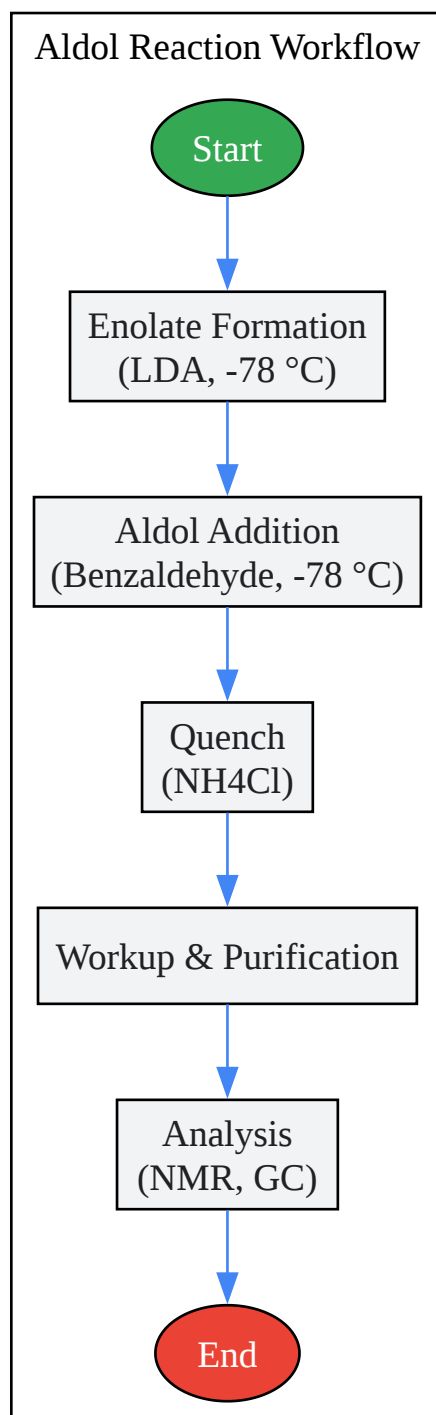 Aldol Reaction Workflow
Start
Enolate Formation
(LDA, -78 °C)
Aldol Addition
(Benzaldehyde, -78 °C)
Quench
(NH4Cl)
Workup & Purification
Analysis
(NMR, GC)
End